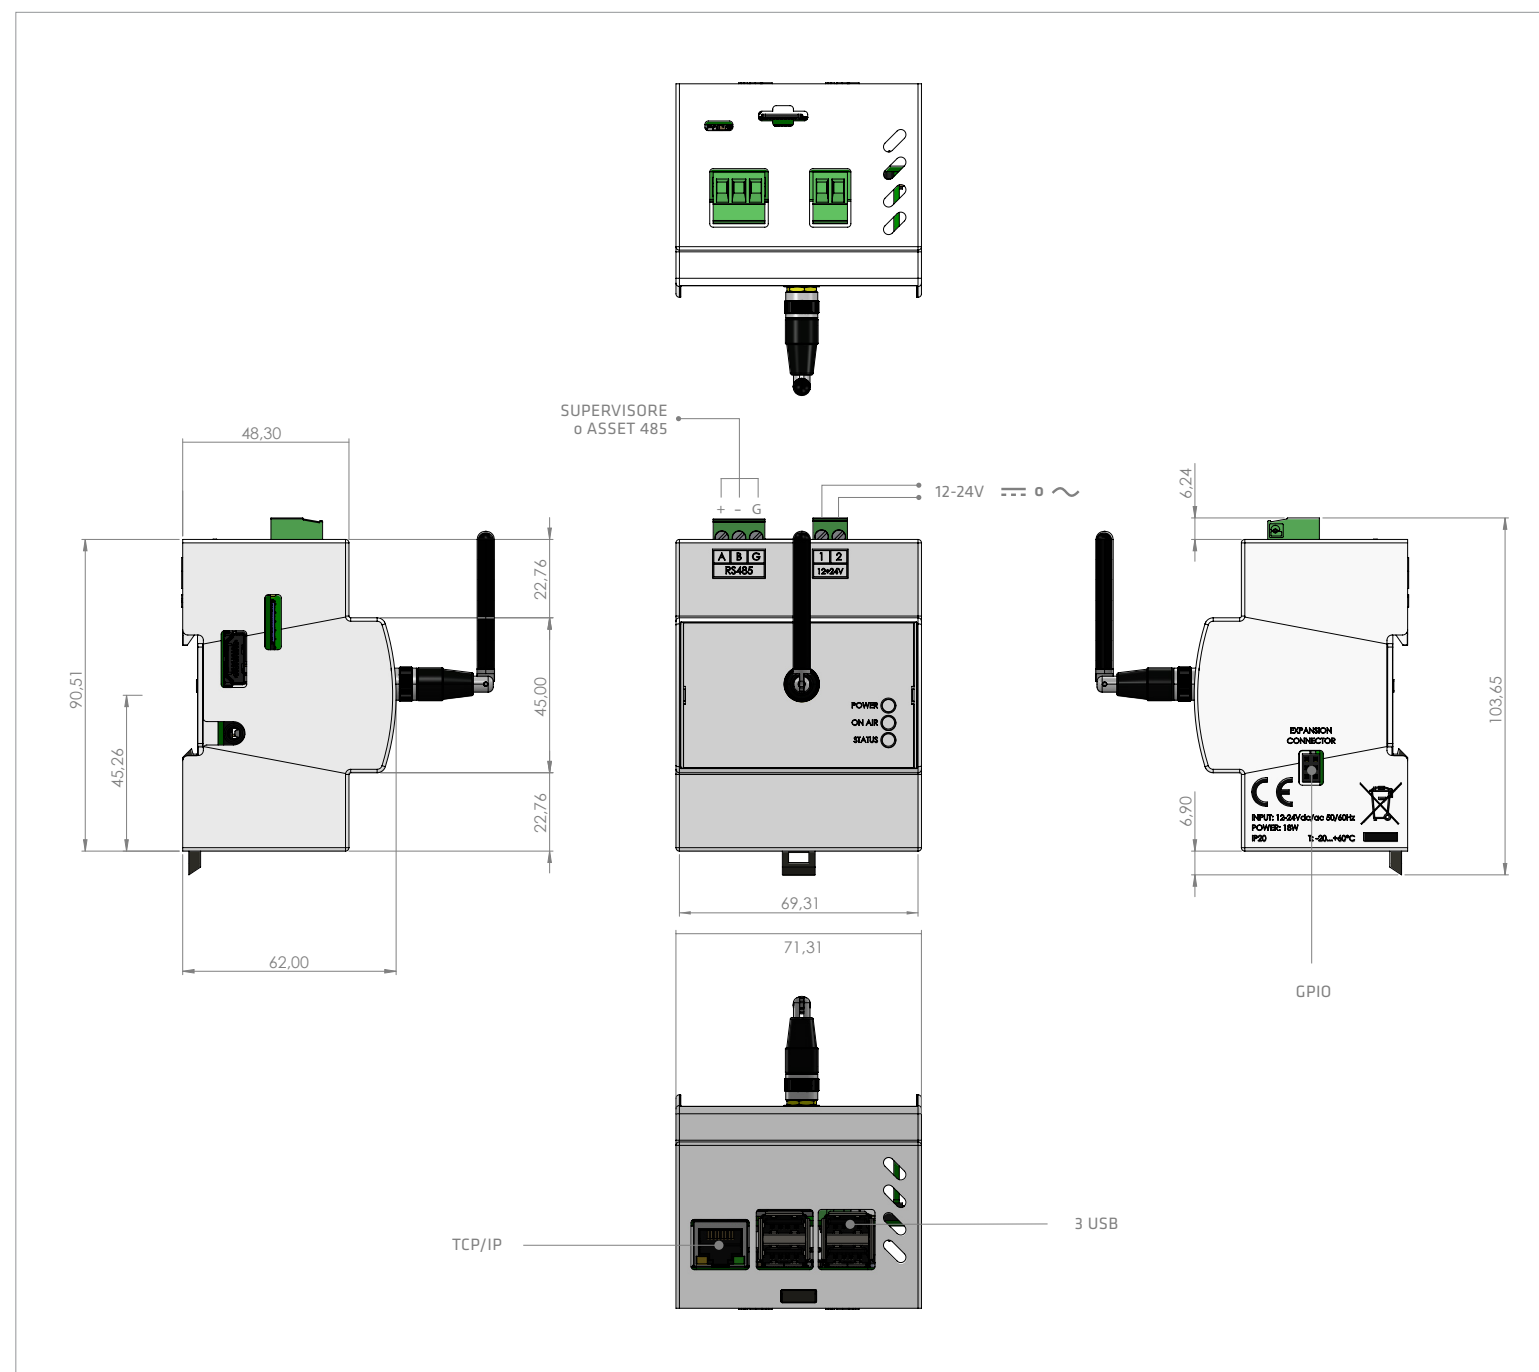 SUPERVISORE
o ASSET 485
48,30
12-24V o
6,24
+ - G
A B G
RS485
1 2
12÷24V
22,76
90,51
45,00
45,26
22,76
62,00
POWER
ON AIR
STATUS
69,31
71,31
103,65
EXPANSION
CONNECTOR
CE
INPUT: 12-24Vdc/ac 50/60Hz
POWER: 18W
IP20 T: -20...+60°C
6,90
GPIO
3 USB
TCP/IP